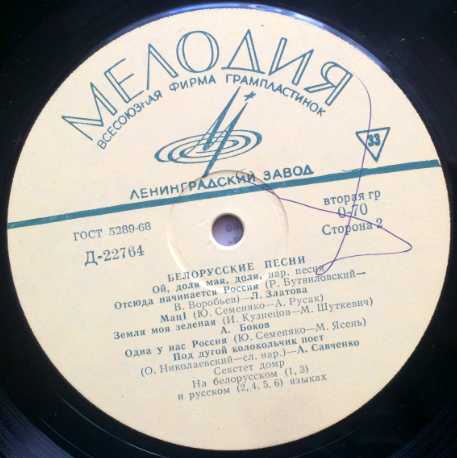 МЕЛОДИЯ
ВСЕСОЮЗНАЯ ФИРМА ГРАМПЛАСТИНОК
33
ЛЕНИНГРАДСКИЙ ЗАВОД
ГОСТ 5289-68
вторая гр
Д-22764
0-70
Сторона 2
БЕЛОРУССКИЕ ПЕСНИ
Ой, доля мая, доля, нар. песня
Отсюда начинается Россия (Р. Бутвиловский—
В. Воробьев)—Л. Златова
Мацi (Ю. Семеняко—А. Русак)
Земля моя зеленая (И. Кузнецов—М. Шуткевич)
А. Боков
Одна у нас Россия (Ю. Семеняко—М. Ясень)
Под дугой колокольчик поет
(О. Николаевский—сл. нар.)—А. Савченко
Секстет домр
На белорусском (1, 3)
и русском (2, 4, 5, 6) языках